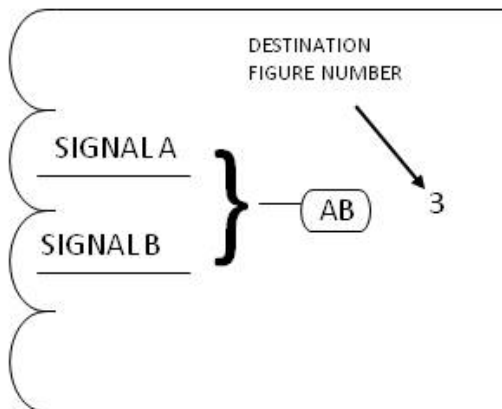 DESTINATION
FIGURE NUMBER
SIGNAL A
AB
3
SIGNAL B